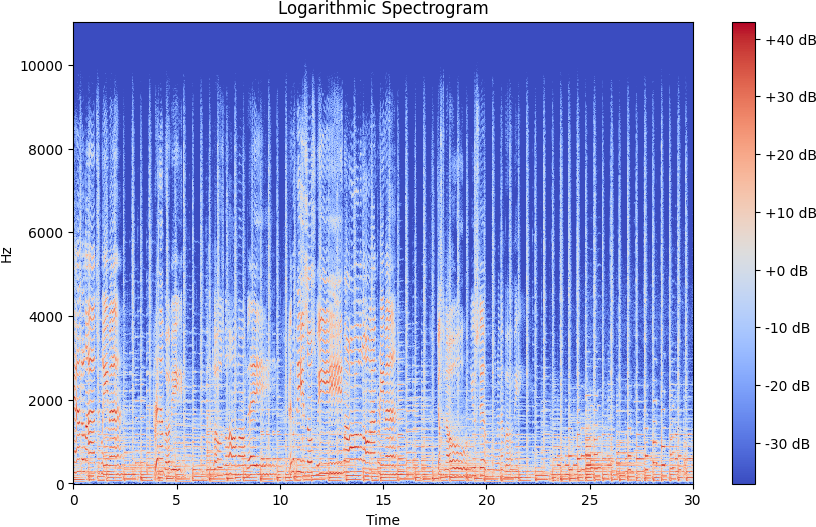 Logarithmic Spectrogram
Hz
10000
8000
6000
4000
2000
0
0 5 10 15 20 25 30
Time
+40 dB
+30 dB
+20 dB
+10 dB
+0 dB
-10 dB
-20 dB
-30 dB